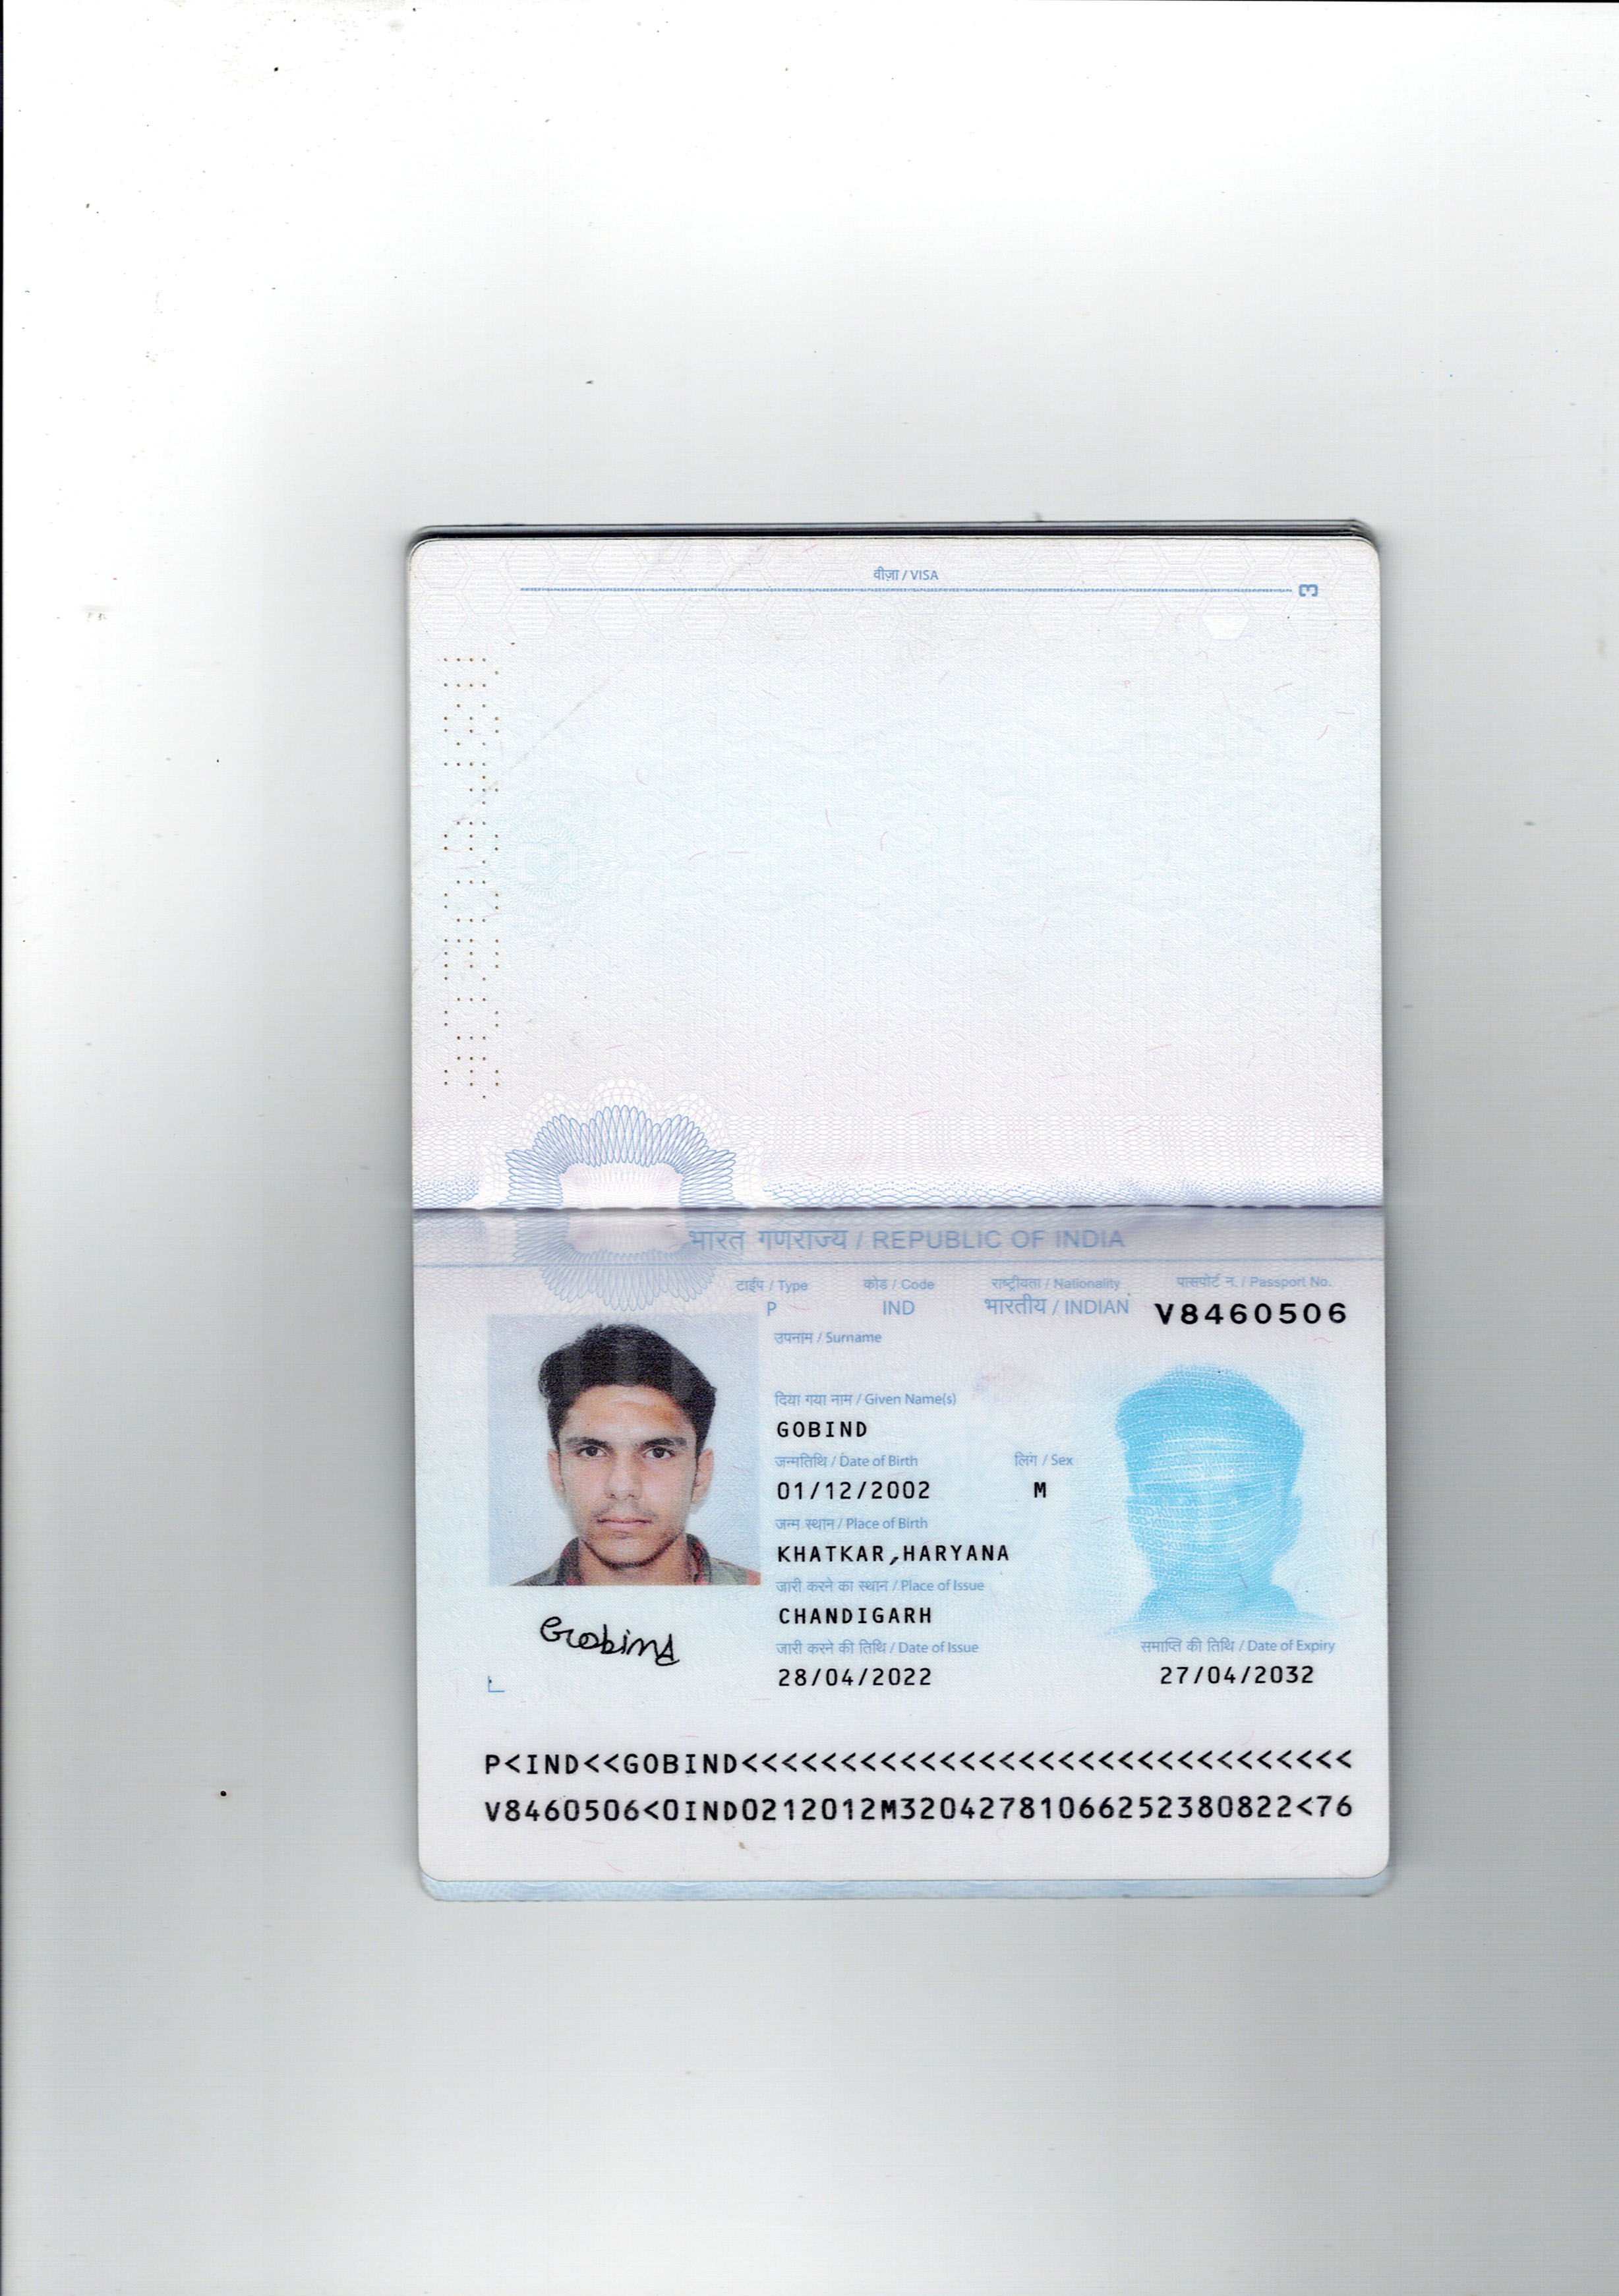 वीज़ा / VISA
3
भारत गणराज्य / REPUBLIC OF INDIA
टाईप / Type कोड / Code राष्ट्रीयता / Nationality पासपोर्ट न. / Passport No.
P IND भारतीय / INDIAN V8460506
उपनाम / Surname
दिया गया नाम / Given Name(s)
GOBIND
जन्मतिथि / Date of Birth लिंग / Sex
01/12/2002 M
जन्म स्थान / Place of Birth
KHATKAR,HARYANA
जारी करने का स्थान / Place of Issue
CHANDIGARH
Gobind
जारी करने की तिथि / Date of Issue समाप्ति की तिथि / Date of Expiry
28/04/2022 27/04/2032
P<IND<<GOBIND<<<<<<<<<<<<<<<<<<<<<<<<<<<<<<<
V8460506<0IND0212012M32042781066252380822<76